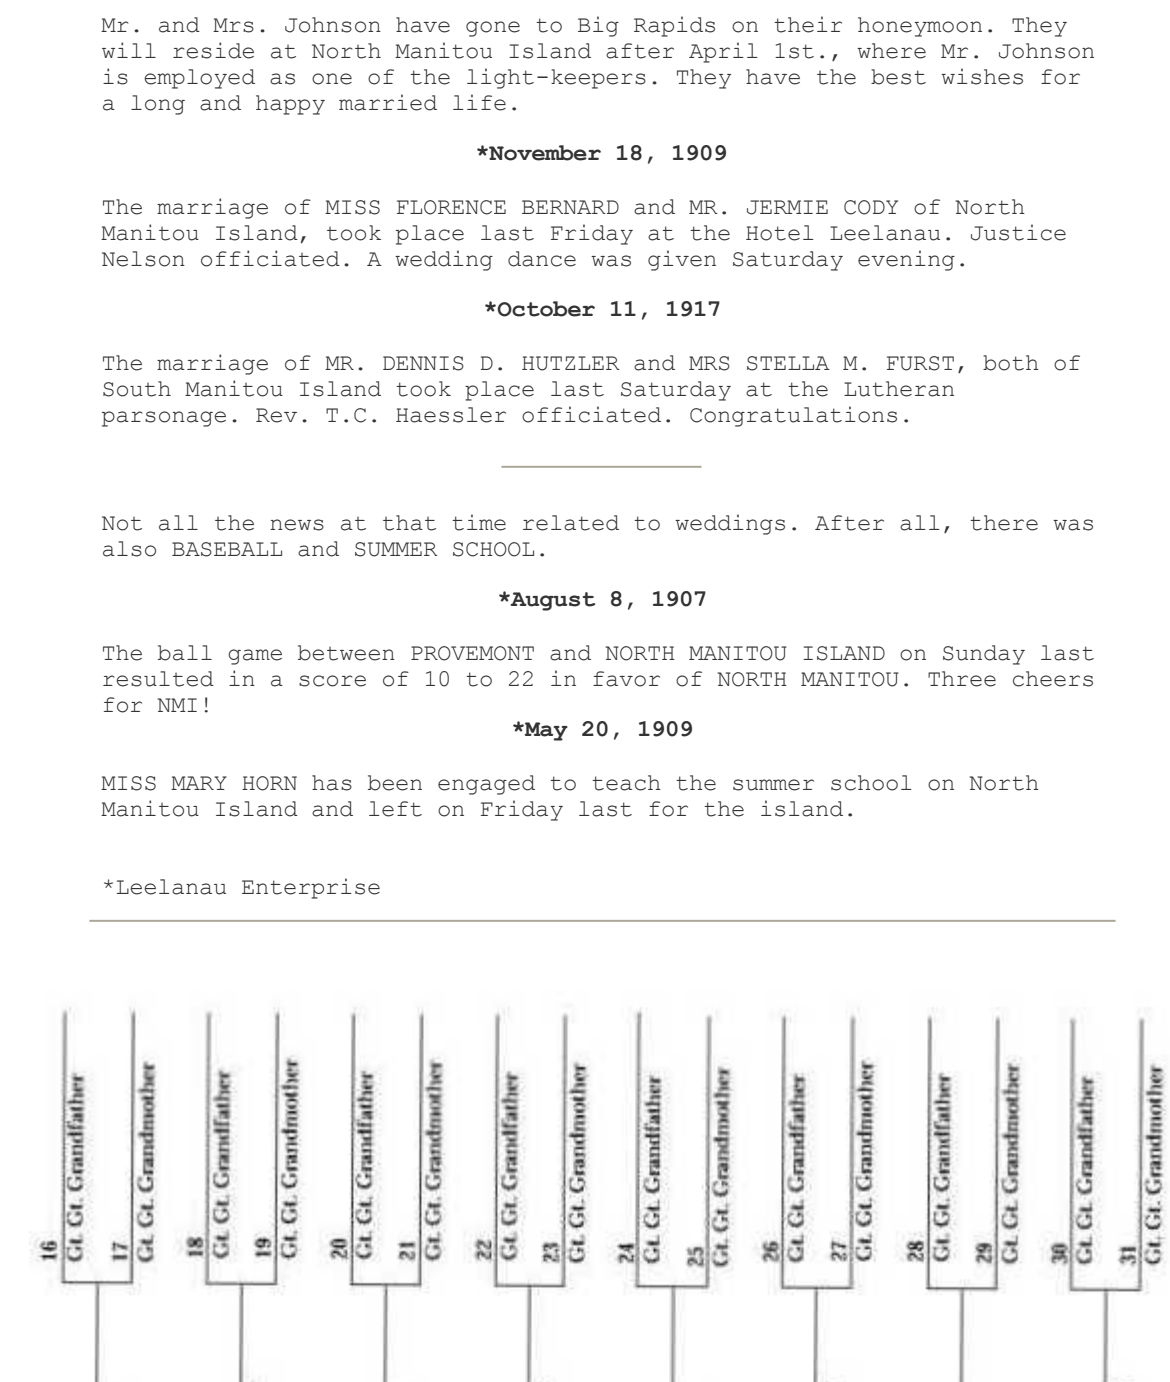 Mr. and Mrs. Johnson have gone to Big Rapids on their honeymoon. They
will reside at North Manitou Island after April 1st., where Mr. Johnson
is employed as one of the light-keepers. They have the best wishes for
a long and happy married life.
*November 18, 1909
The marriage of MISS FLORENCE BERNARD and MR. JERMIE CODY of North
Manitou Island, took place last Friday at the Hotel Leelanau. Justice
Nelson officiated. A wedding dance was given Saturday evening.
*October 11, 1917
The marriage of MR. DENNIS D. HUTZLER and MRS STELLA M. FURST, both of
South Manitou Island took place last Saturday at the Lutheran
parsonage. Rev. T.C. Haessler officiated. Congratulations.
Not all the news at that time related to weddings. After all, there was
also BASEBALL and SUMMER SCHOOL.
*August 8, 1907
The ball game between PROVEMONT and NORTH MANITOU ISLAND on Sunday last
resulted in a score of 10 to 22 in favor of NORTH MANITOU. Three cheers
for NMI!
*May 20, 1909
MISS MARY HORN has been engaged to teach the summer school on North
Manitou Island and left on Friday last for the island.
*Leelanau Enterprise
16
Gt. Gt. Grandfather
17
Gt. Gt. Grandmother
18
Gt. Gt. Grandfather
19
Gt. Gt. Grandmother
20
Gt. Gt. Grandfather
21
Gt. Gt. Grandmother
22
Gt. Gt. Grandfather
23
Gt. Gt. Grandmother
24
Gt. Gt. Grandfather
25
Gt. Gt. Grandmother
26
Gt. Gt. Grandfather
27
Gt. Gt. Grandmother
28
Gt. Gt. Grandfather
29
Gt. Gt. Grandmother
30
Gt. Gt. Grandfather
31
Gt. Gt. Grandmother